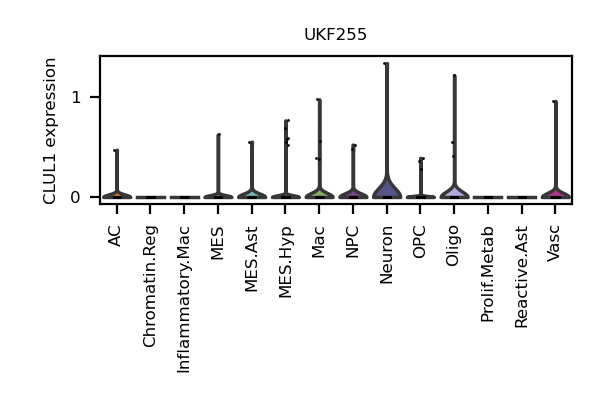 UKF255
CLUL1 expression
1
0
AC
Chromatin.Reg
Inflammatory.Mac
MES
MES.Ast
MES.Hyp
Mac
NPC
Neuron
OPC
Oligo
Prolif.Metab
Reactive.Ast
Vasc